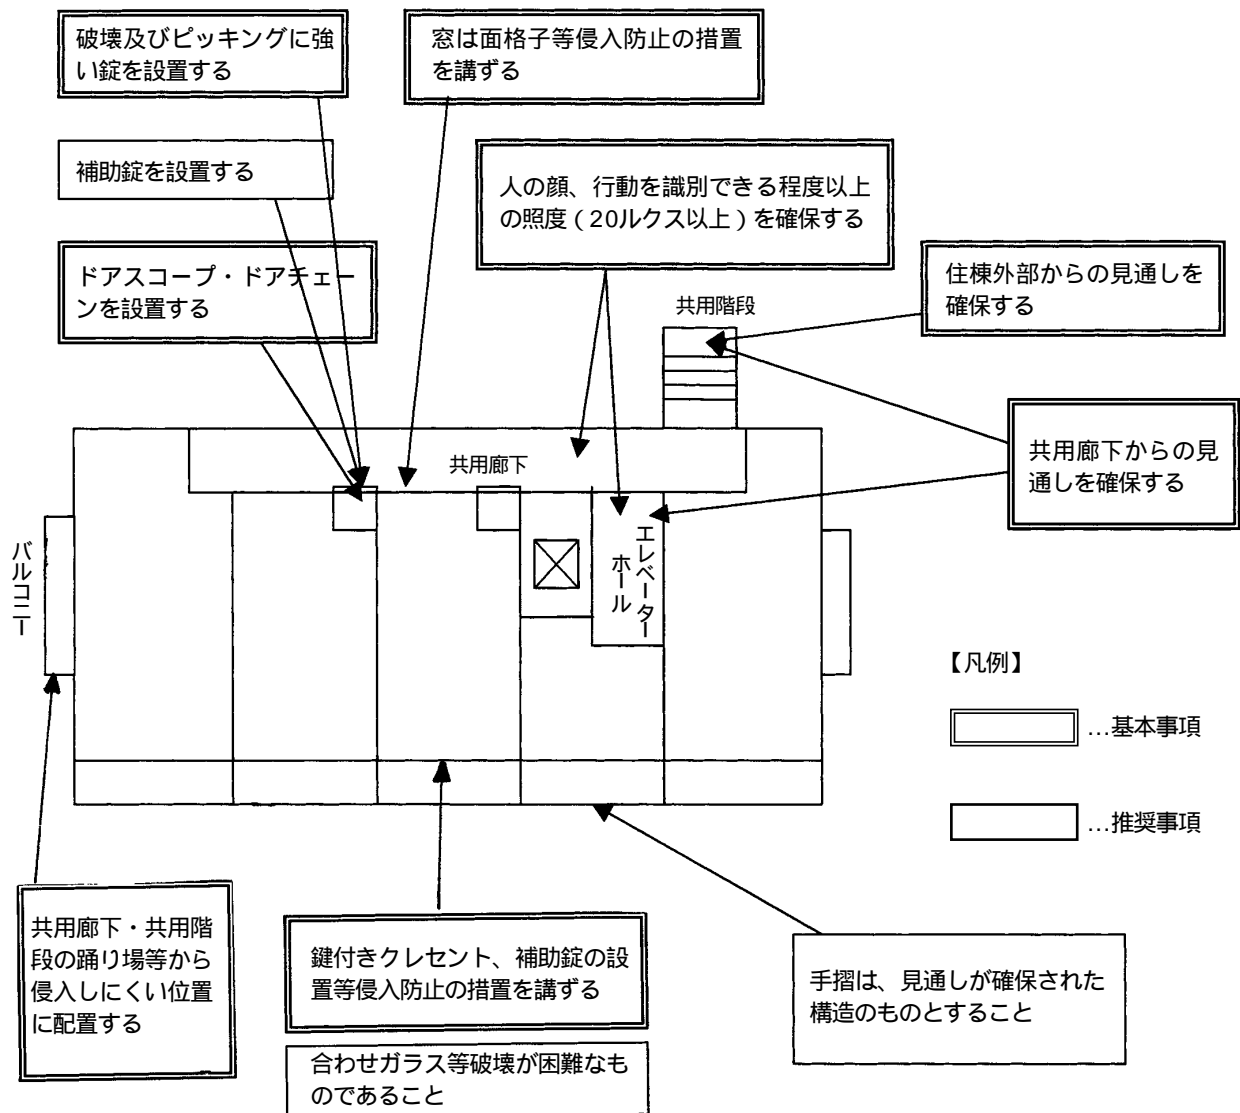 破壊及びピッキングに強
い錠を設置する
窓は面格子等侵入防止の措置
を講ずる
補助錠を設置する
人の顔、行動を識別できる程度以上
の照度（20ルクス以上）を確保する
ドアスコープ・ドアチェー
ンを設置する
住棟外部からの見通しを
確保する
共用階段
共用廊下からの見
通しを確保する
共用廊下
エレベーター
ホール
バルコニー
【凡例】
…基本事項
…推奨事項
共用廊下・共用階
段の踊り場等から
侵入しにくい位置
に配置する
鍵付きクレセント、補助錠の設
置等侵入防止の措置を講ずる
合わせガラス等破壊が困難なも
のであること
手摺は、見通しが確保された
構造のものとすること